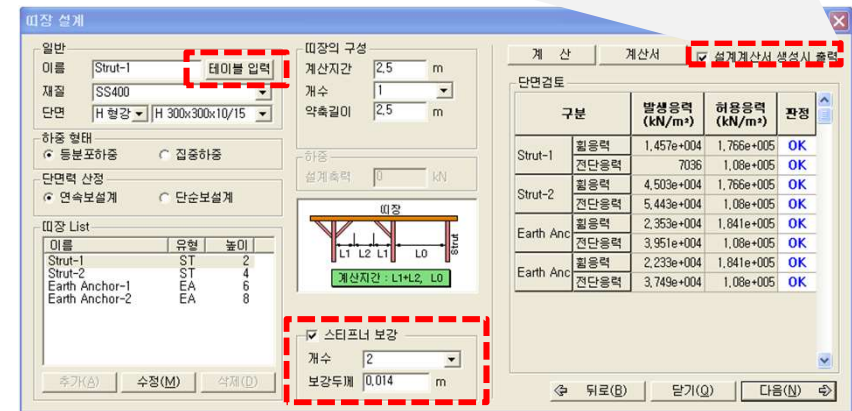 띠장 설계
일반
이름 Strut-1 테이블 입력
재질 SS400
단면 H 형강 H 300x300x10/15
하중 형태
등분포하중 집중하중
단면력 산정
연속보설계 단순보설계
띠장 List
이름 유형 높이
Strut-1 ST 2
Strut-2 ST 4
Earth Anchor-1 EA 6
Earth Anchor-2 EA 8
추가(A) 수정(M) 삭제(D)
띠장의 구성
계산지간 2,5 m
개수 1
약축길이 2,5 m
하중
설계축력 0 kN
띠장
L1 L2 L1 L0 Strut
계산지간 : L1+L2, L0
스티프너 보강
개수 2
보강두께 0,014 m
계 산 계산서 설계계산서 생성시 출력
단면검토
구분 발생응력 (kN/m²) 허용응력 (kN/m²) 판정
Strut-1 휨응력 1,457e+004 1,766e+005 OK
전단응력 7036 1,08e+005 OK
Strut-2 휨응력 4,503e+004 1,766e+005 OK
전단응력 5,443e+004 1,08e+005 OK
Earth Anc 휨응력 2,353e+004 1,841e+005 OK
전단응력 3,951e+004 1,08e+005 OK
Earth Anc 휨응력 2,233e+004 1,841e+005 OK
전단응력 3,749e+004 1,08e+005 OK
뒤로(B) 닫기(Q) 다음(N)